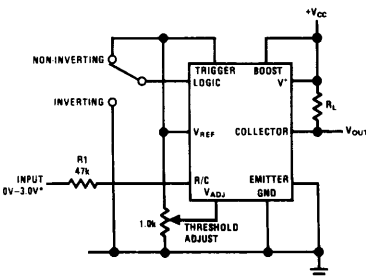 +VCC
NON-INVERTING
TRIGGER
BOOST
LOGIC
V+
INVERTING
RL
VREF
COLLECTOR
VOUT
R1
47k
INPUT
0V–3.0V*
R/C
EMITTER
VADJ
GND
1.0k
THRESHOLD
ADJUST